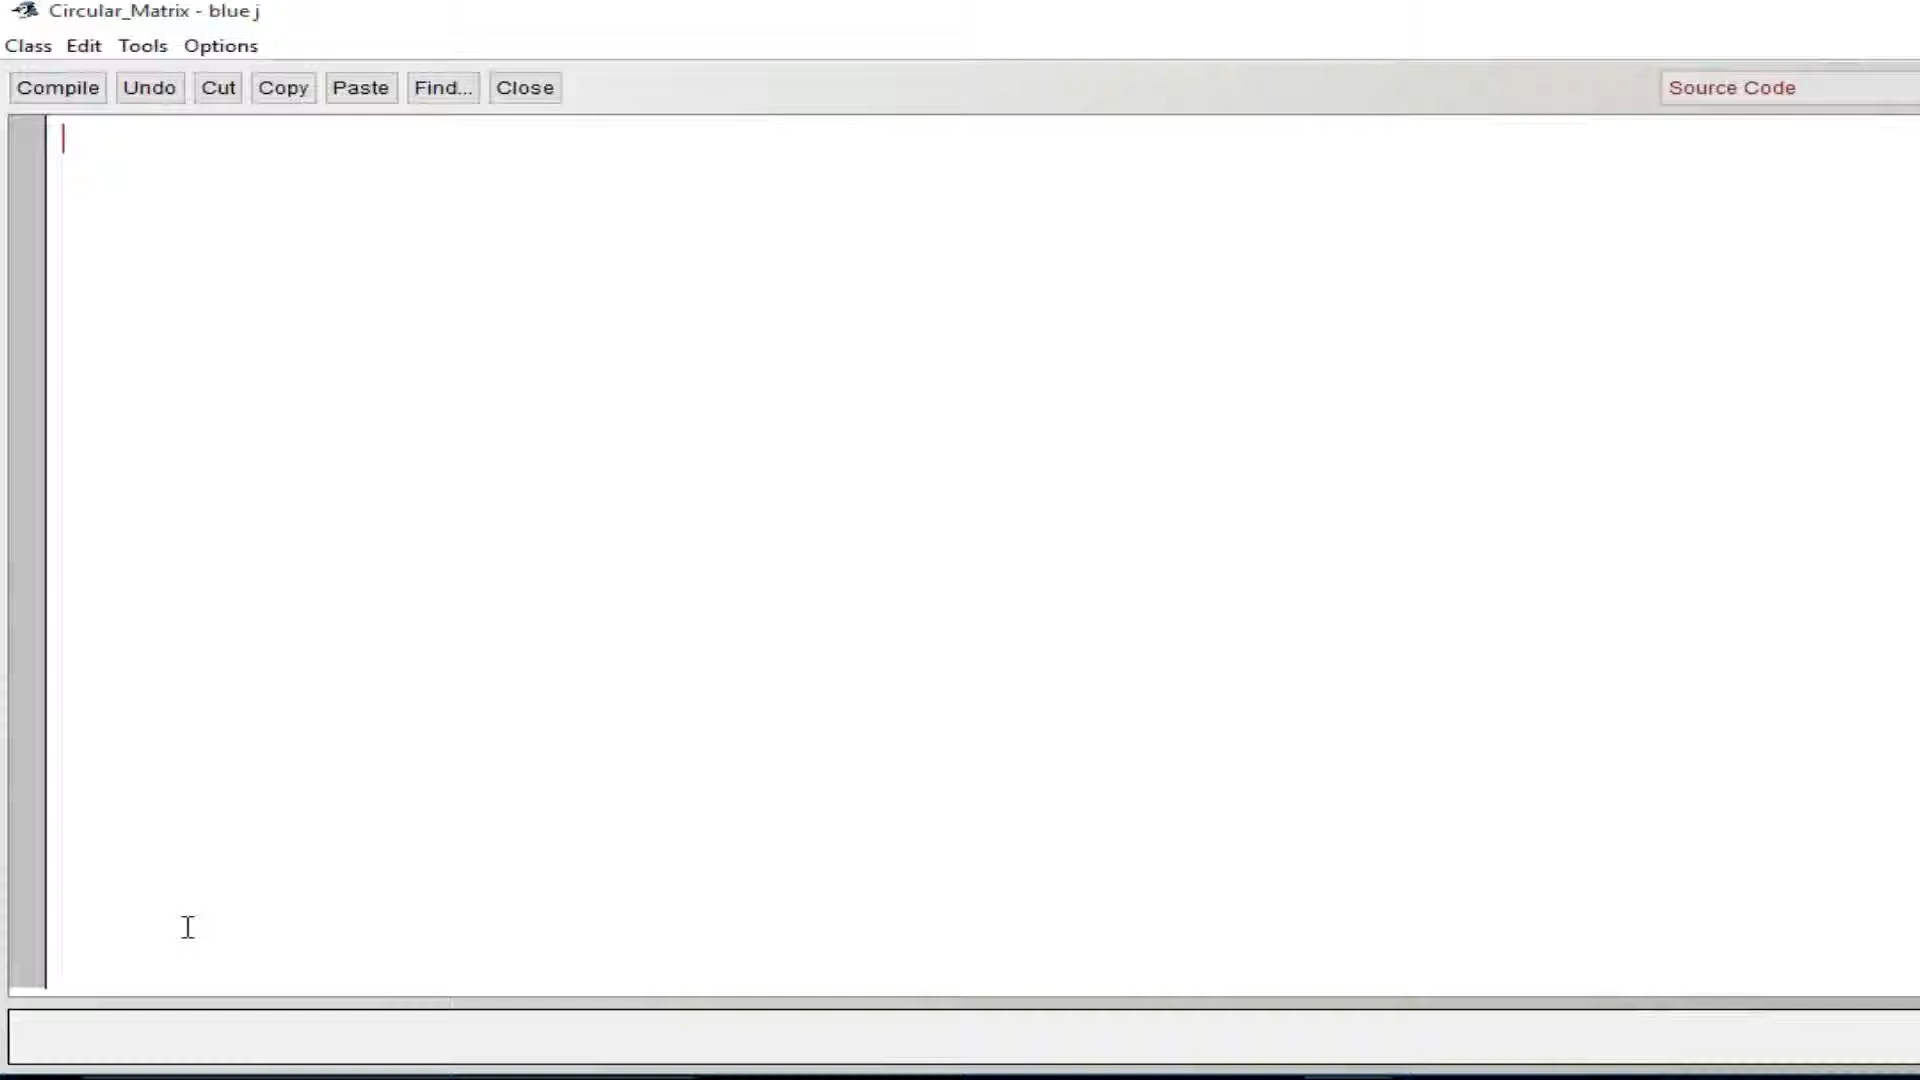 Circular_Matrix - blue j
Class Edit Tools Options
Compile Undo Cut Copy Paste Find... Close Source Code